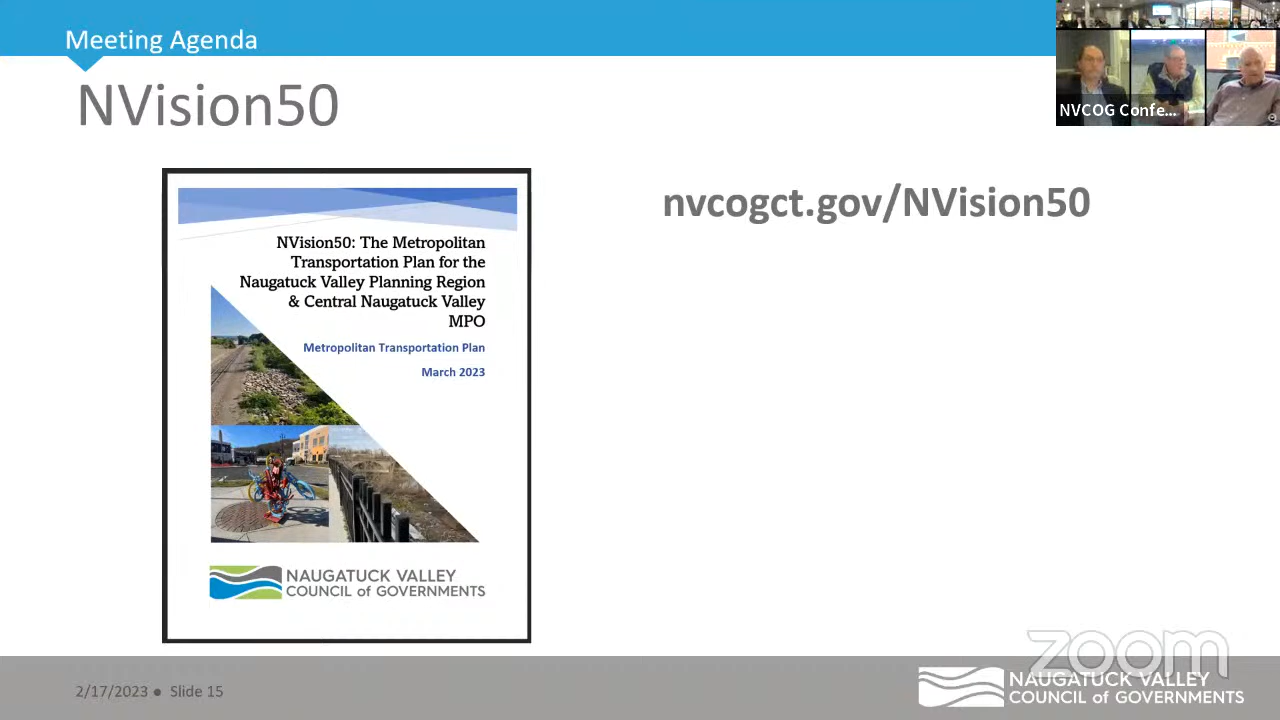 Meeting Agenda
NVision50
NVCOG Confe...
nvcogct.gov/NVision50
NVision50: The Metropolitan
Transportation Plan for the
Naugatuck Valley Planning Region
& Central Naugatuck Valley
MPO
Metropolitan Transportation Plan
March 2023
NAUGATUCK VALLEY
COUNCIL of GOVERNMENTS
zoom
2/17/2023 ● Slide 15
NAUGATUCK VALLEY
COUNCIL of GOVERNMENTS